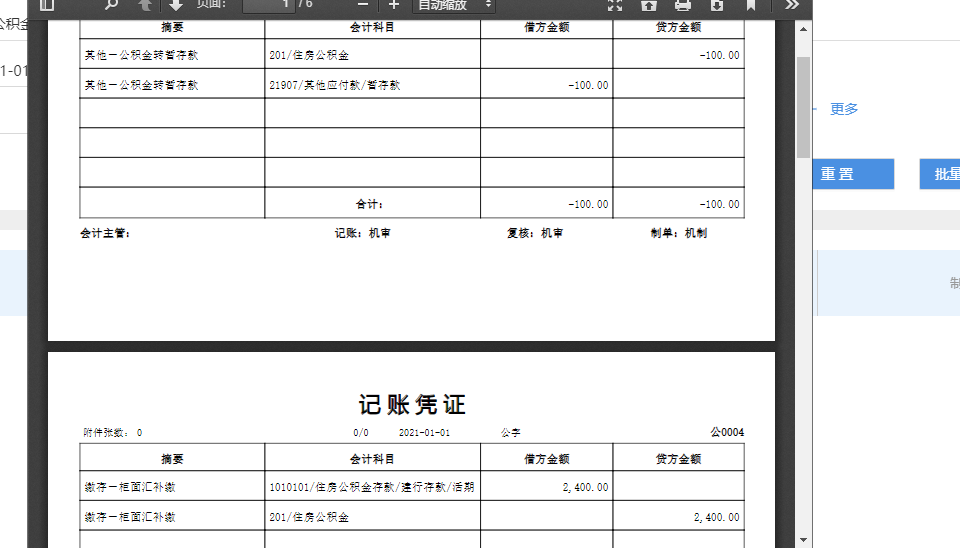 页面: 1 / 6 自动缩放
公积金
摘要 会计科目 借方金额 贷方金额
其他－公积金转暂存款 201/住房公积金 -100.00
1-01
其他－公积金转暂存款 21907/其他应付款/暂存款 -100.00
更多
重 置 批量
合计: -100.00 -100.00
会计主管: 记账: 机审 复核: 机审 制单: 机制
制
记账凭证
附件张数: 0 0/0 2021-01-01 公字 公0004
摘要 会计科目 借方金额 贷方金额
缴存－柜面汇补缴 1010101/住房公积金存款/建行存款/活期 2,400.00
缴存－柜面汇补缴 201/住房公积金 2,400.00